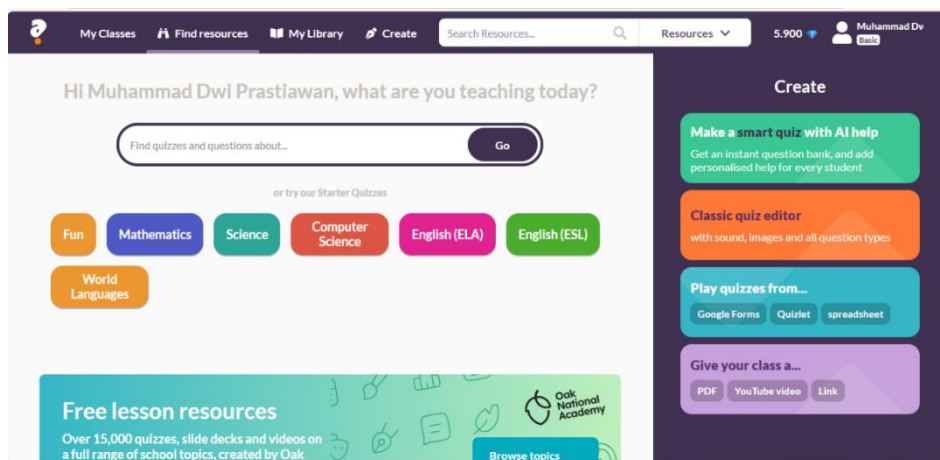 My Classes
Find resources
My Library
Create
Search Resources...
Resources
5.900
Muhammad Dv
Basic
Hi Muhammad Dwi Prastiawan, what are you teaching today?
Find quizzes and questions about...
Go
or try our Starter Quizzes
Fun
Mathematics
Science
Computer
Science
English (ELA)
English (ESL)
World
Languages
Free lesson resources
Over 15,000 quizzes, slide decks and videos on
a full range of school topics, created by Oak
Oak
National
Academy
Browse topics
Create
Make a smart quiz with AI help
Get an instant question bank, and add
personalised help for every student
Classic quiz editor
with sound, images and all question types
Play quizzes from...
Google Forms
Quizlet
spreadsheet
Give your class a...
PDF
YouTube video
Link